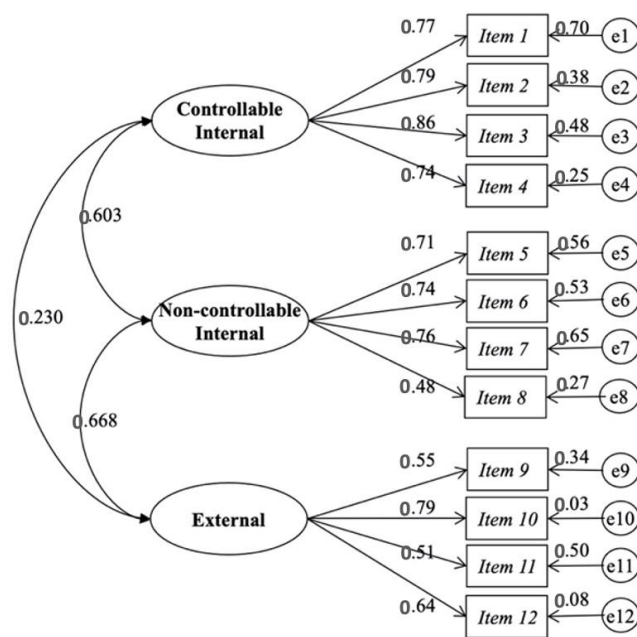 0.77
Item 1
0.70
e1
0.79
Item 2
0.38
e2
Controllable
Internal
0.86
Item 3
0.48
e3
0.74
Item 4
0.25
e4
0.603
0.71
Item 5
0.56
e5
0.74
Item 6
0.53
e6
Non-controllable
Internal
0.76
Item 7
0.65
e7
0.48
Item 8
0.27
e8
0.230
0.668
0.55
Item 9
0.34
e9
External
0.79
Item 10
0.03
e10
0.51
Item 11
0.50
e11
0.64
Item 12
0.08
e12